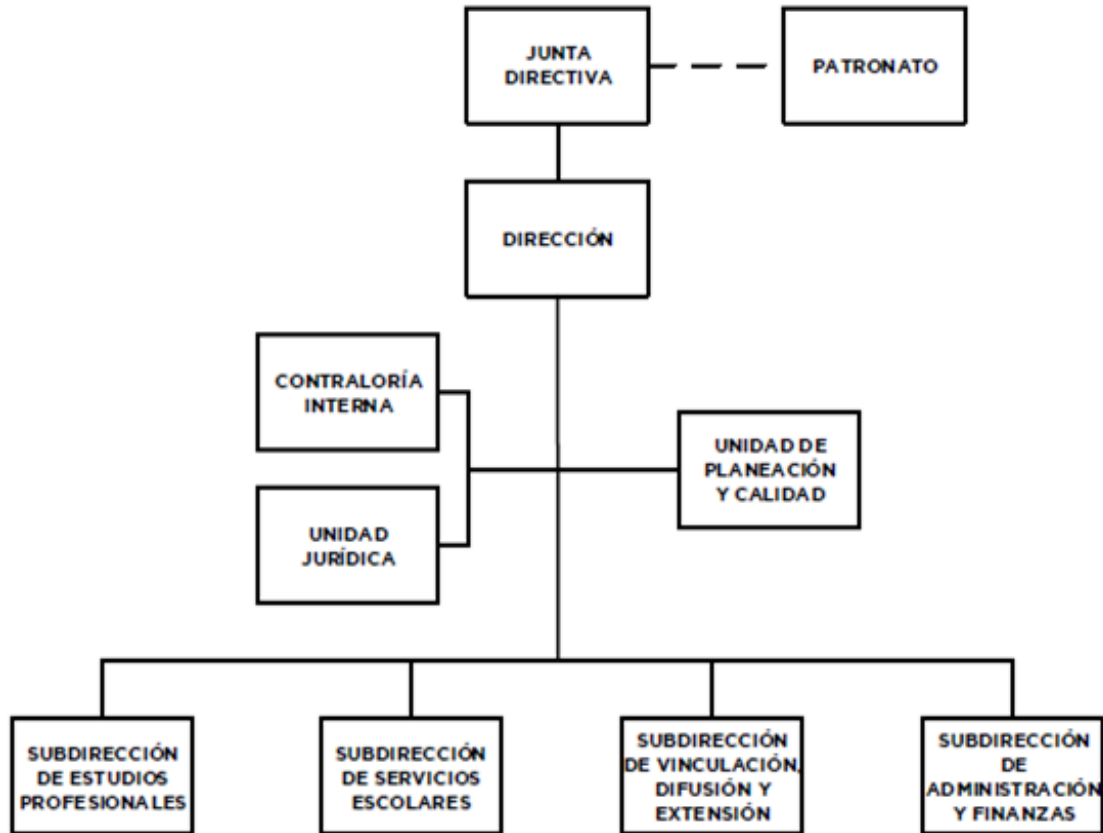 JUNTA
DIRECTIVA
PATRONATO
DIRECCIÓN
CONTRALORÍA
INTERNA
UNIDAD DE
PLANEACIÓN
Y CALIDAD
UNIDAD
JURÍDICA
SUBDIRECCIÓN
DE ESTUDIOS
PROFESIONALES
SUBDIRECCIÓN
DE SERVICIOS
ESCOLARES
SUBDIRECCIÓN
DE VINCULACIÓN,
DIFUSIÓN Y
EXTENSIÓN
SUBDIRECCIÓN
DE
ADMINISTRACIÓN
Y FINANZAS